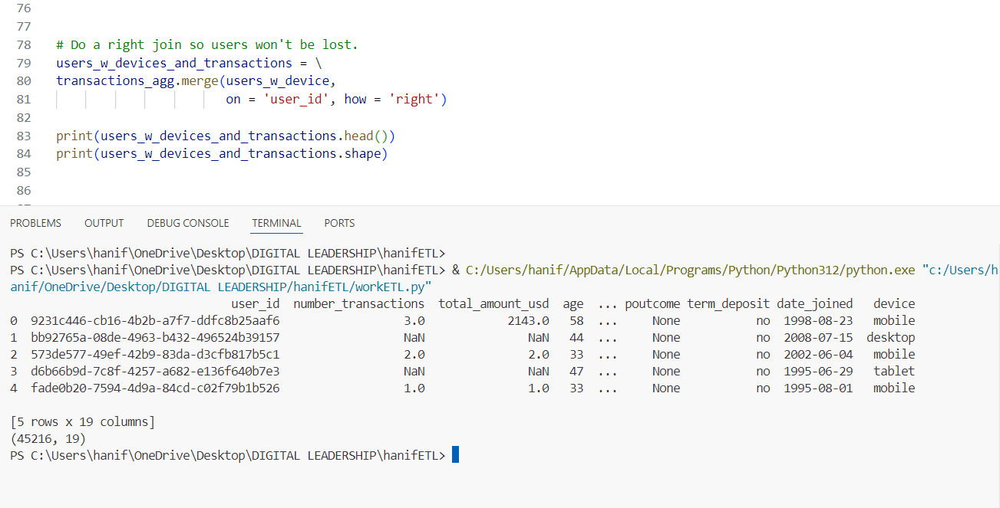 76
77
78 # Do a right join so users won't be lost.
79 users_w_devices_and_transactions = \
80 transactions_agg.merge(users_w_device,
81 on = 'user_id', how = 'right')
82
83 print(users_w_devices_and_transactions.head())
84 print(users_w_devices_and_transactions.shape)
85
86
PROBLEMS OUTPUT DEBUG CONSOLE TERMINAL PORTS
PS C:\Users\hanif\OneDrive\Desktop\DIGITAL LEADERSHIP\hanifETL>
PS C:\Users\hanif\OneDrive\Desktop\DIGITAL LEADERSHIP\hanifETL> & C:/Users/hanif/AppData/Local/Programs/Python/Python312/python.exe "c:/Users/h
anif/OneDrive/Desktop/DIGITAL LEADERSHIP/hanifETL/workETL.py"
user_id number_transactions total_amount_usd age ... poutcome term_deposit date_joined device
0 9231c446-cb16-4b2b-a7f7-ddfc8b25aaf6 3.0 2143.0 58 ... None no 1998-08-23 mobile
1 bb92765a-08de-4963-b432-496524b39157 NaN NaN 44 ... None no 2008-07-15 desktop
2 573de577-49ef-42b9-83da-d3cfb817b5c1 2.0 2.0 33 ... None no 2002-06-04 mobile
3 d6b66b9d-7c8f-4257-a682-e136f640b7e3 NaN NaN 47 ... None no 1995-06-29 tablet
4 fade0b20-7594-4d9a-84cd-c02f79b1b526 1.0 1.0 33 ... None no 1995-08-01 mobile
[5 rows x 19 columns]
(45216, 19)
PS C:\Users\hanif\OneDrive\Desktop\DIGITAL LEADERSHIP\hanifETL>